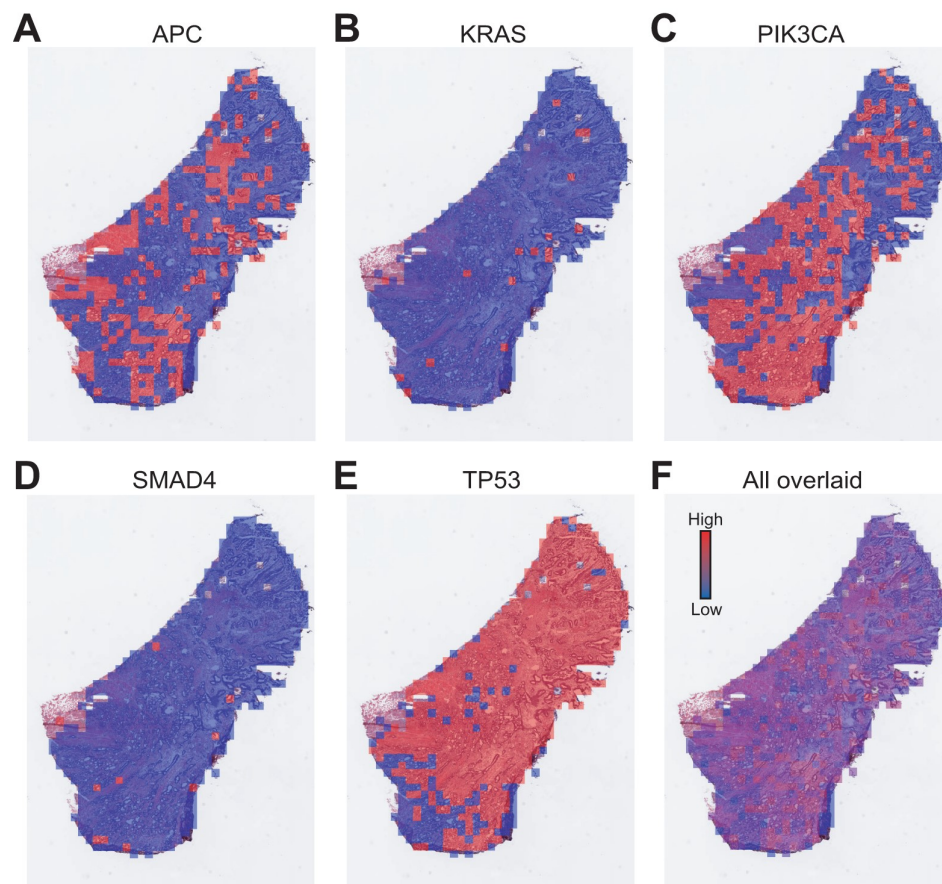 A APC
B KRAS
C PIK3CA
D SMAD4
E TP53
F All overlaid
High
Low